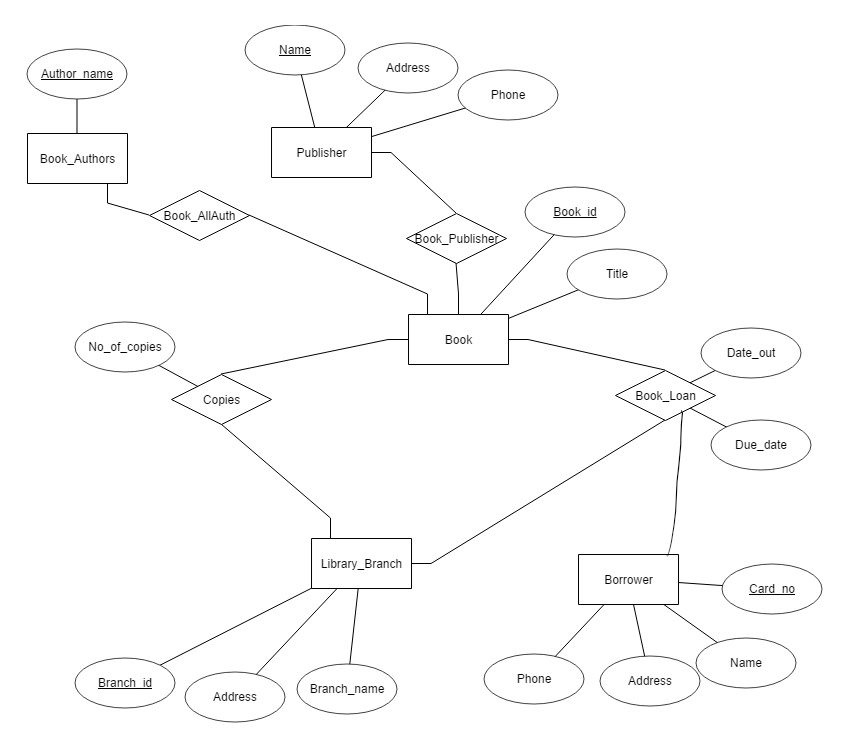 Name
Address
Author_name
Phone
Publisher
Book_Authors
Book_id
Book_AllAuth
Book_Publisher
Title
Book
No_of_copies
Date_out
Copies
Book_Loan
Due_date
Library_Branch
Borrower
Card_no
Name
Phone
Address
Branch_id
Address
Branch_name